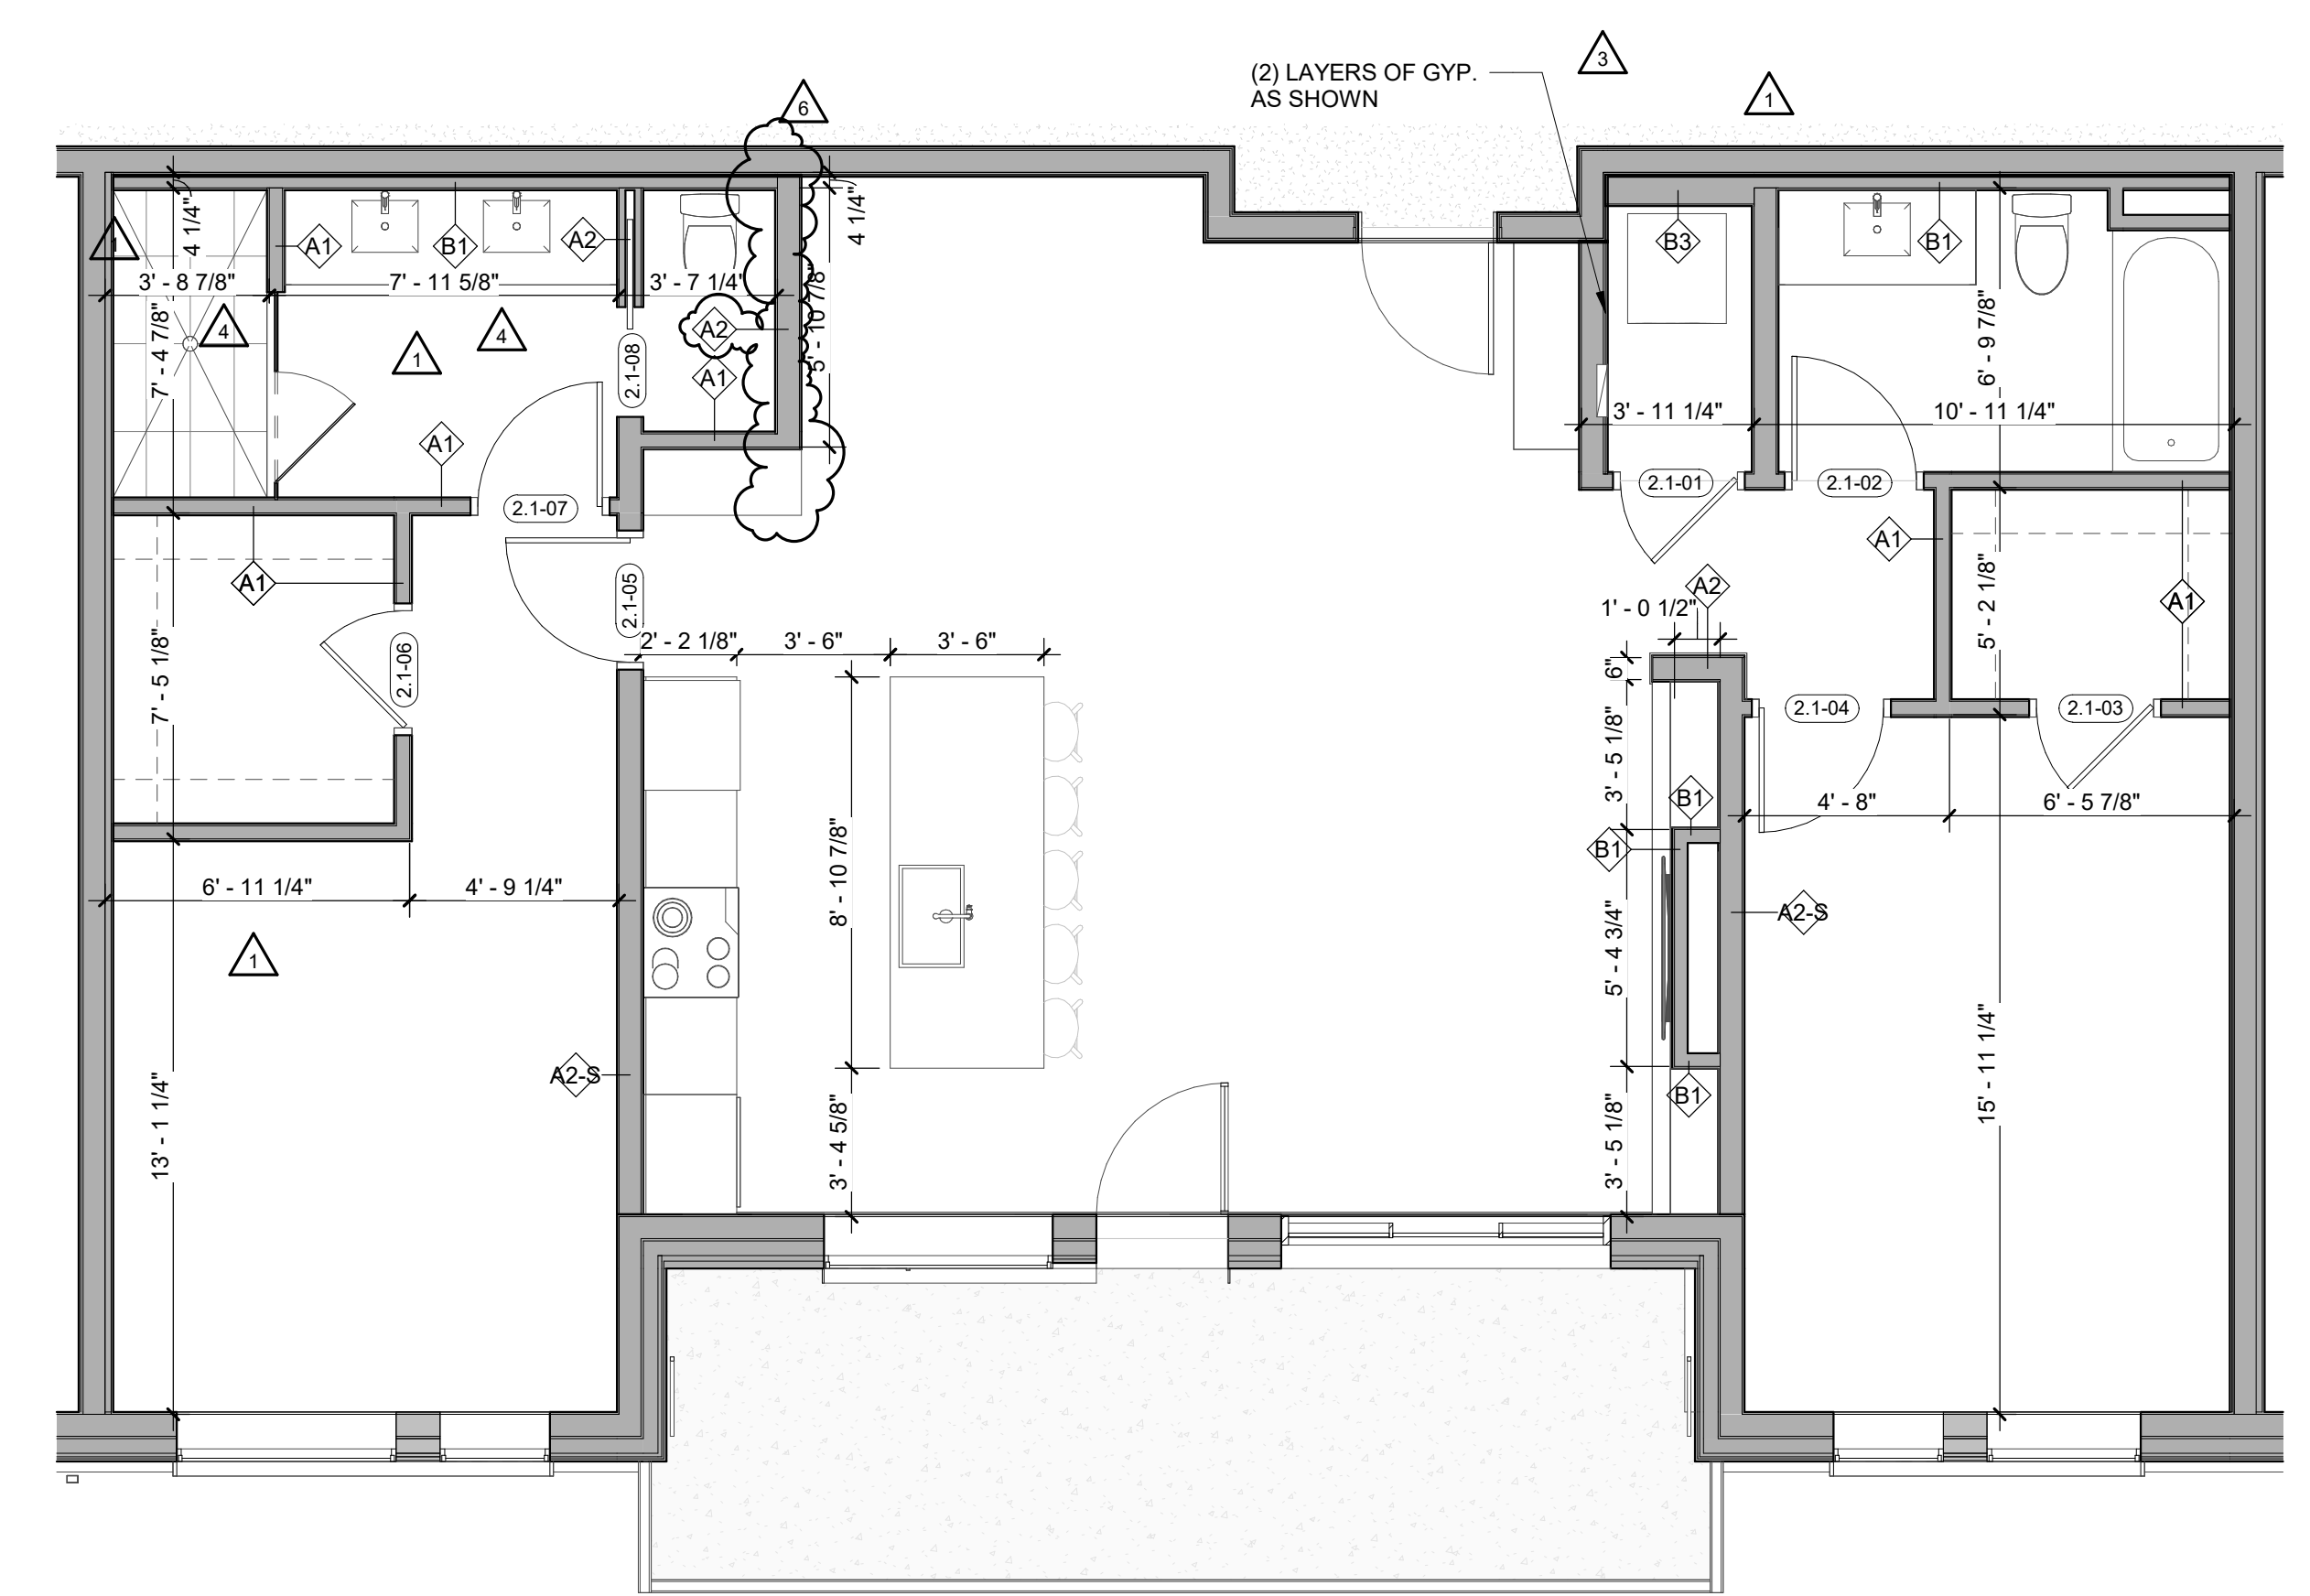 3
(2) LAYERS OF GYP.
AS SHOWN
1
6
4 1/4"
4 1/4"
1
A1
B1
A2
B3
B1
3' - 8 7/8"
7' - 11 5/8"
3' - 7 1/4"
5' - 10 7/8"
7' - 4 7/8"
4
1
4
2.1-08
A2
A1
6' - 9 7/8"
3' - 11 1/4"
10' - 11 1/4"
A1
2.1-07
2.1-01
2.1-02
A1
A1
2.1-05
A2
5' - 2 1/8"
A1
1' - 0 1/2"
7' - 5 1/8"
2.1-06
2' - 2 1/8"
3' - 6"
3' - 6"
6"
2.1-04
2.1-03
3' - 5 1/8"
B1
4' - 8"
6' - 5 7/8"
B1
8' - 10 7/8"
6' - 11 1/4"
4' - 9 1/4"
A2-S
5' - 4 3/4"
1
A2-S
B1
13' - 1 1/4"
3' - 4 5/8"
3' - 5 1/8"
15' - 11 1/4"